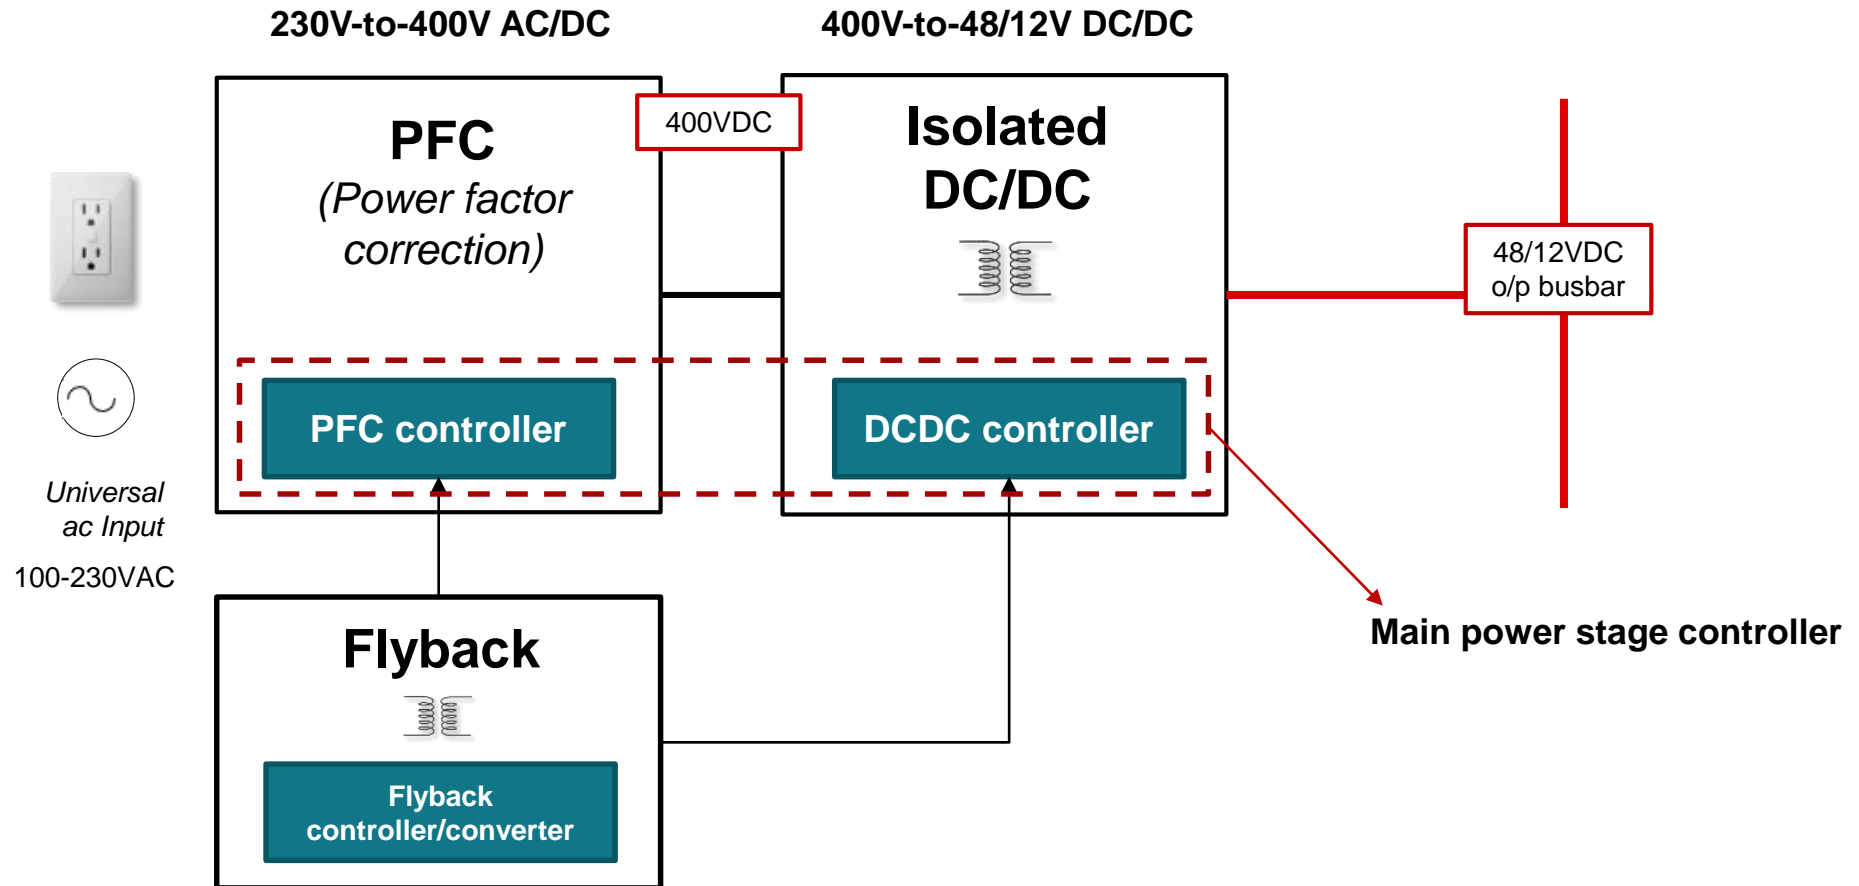 230V-to-400V AC/DC
400V-to-48/12V DC/DC
PFC
(Power factor
correction)
400VDC
Isolated
DC/DC
48/12VDC
o/p busbar
PFC controller
DCDC controller
Universal
ac Input
100-230VAC
Main power stage controller
Flyback
Flyback
controller/converter